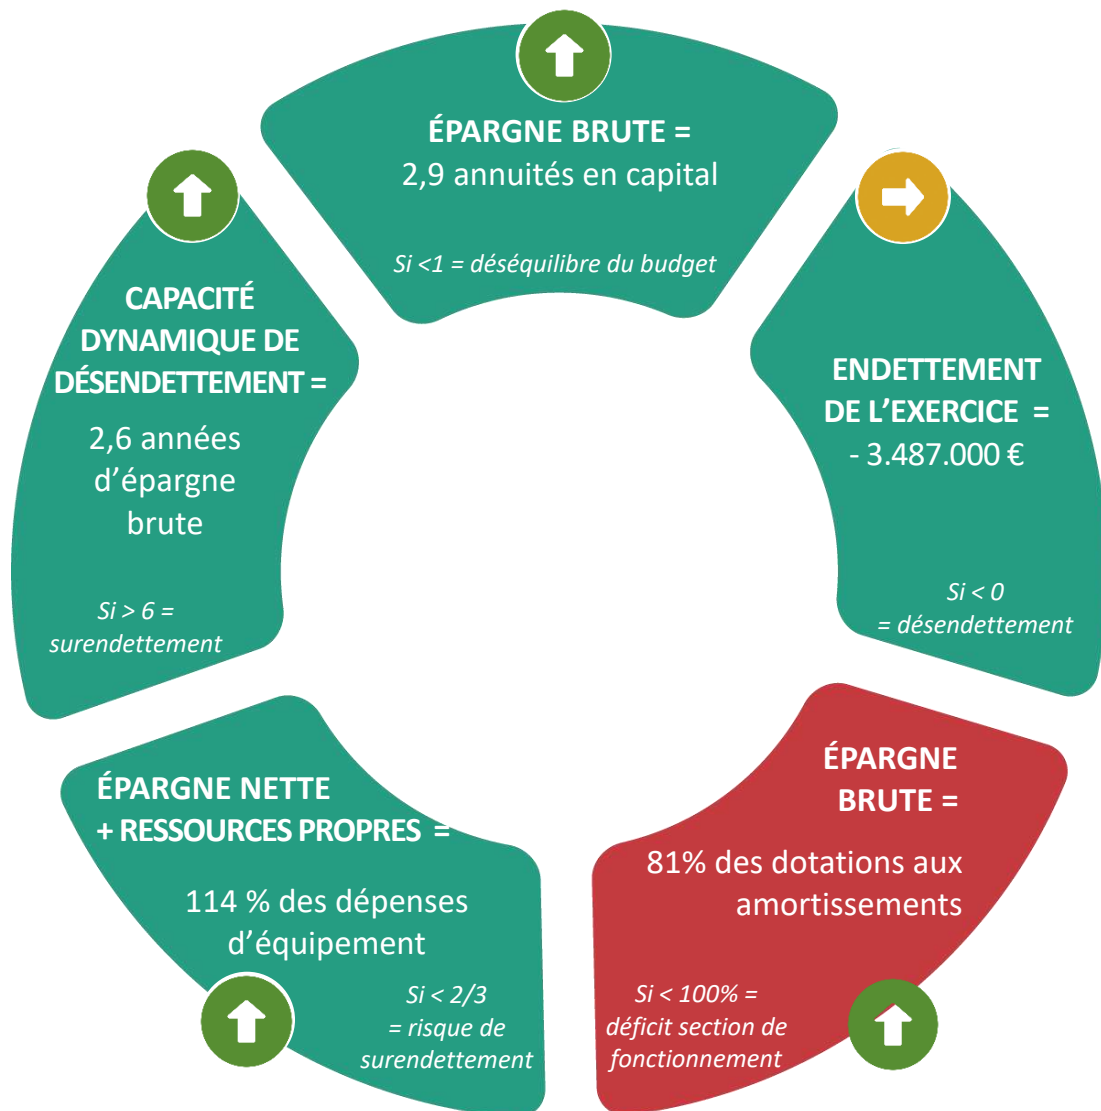 ÉPARGNE BRUTE =
2,9 annuités en capital
Si <1 = déséquilibre du budget
ENDETTEMENT
DE L’EXERCICE =
- 3.487.000 €
Si < 0
= désendettement
ÉPARGNE
BRUTE =
81% des dotations aux
amortissements
Si < 100% =
déficit section de
fonctionnement
ÉPARGNE NETTE
+ RESSOURCES PROPRES =
114 % des dépenses
d’équipement
Si < 2/3
= risque de
surendettement
CAPACITÉ
DYNAMIQUE DE
DÉSENDETTEMENT =
2,6 années
d’épargne
brute
Si > 6 =
surendettement